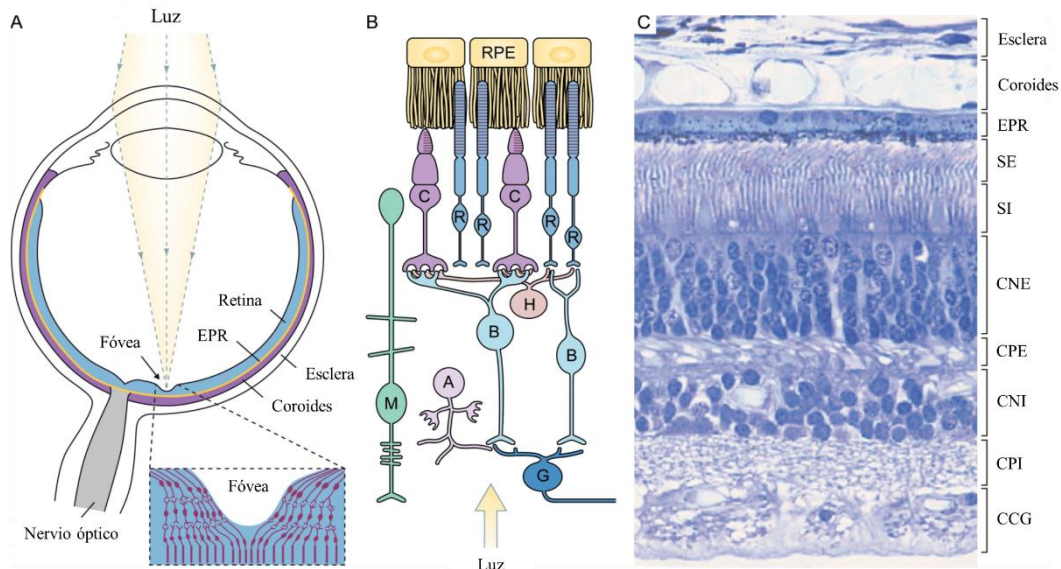 A
Luz
Retina
EPR
Fóvea
Esclera
Coroides
Fóvea
Nervio óptico
B
RPE
C
R
R
C
R
R
H
B
B
A
M
G
Luz
C
Esclera
Coroides
EPR
SE
SI
CNE
CPE
CNI
CPI
CCG